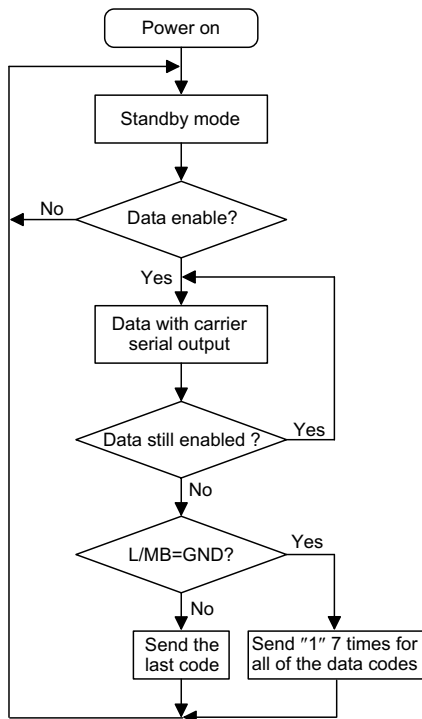 Power on
Standby mode
No
Data enable?
Yes
Data with carrier
serial output
Data still enabled ?
Yes
No
L/MB=GND?
Yes
No
Send the
last code
Send ″1″ 7 times for
all of the data codes